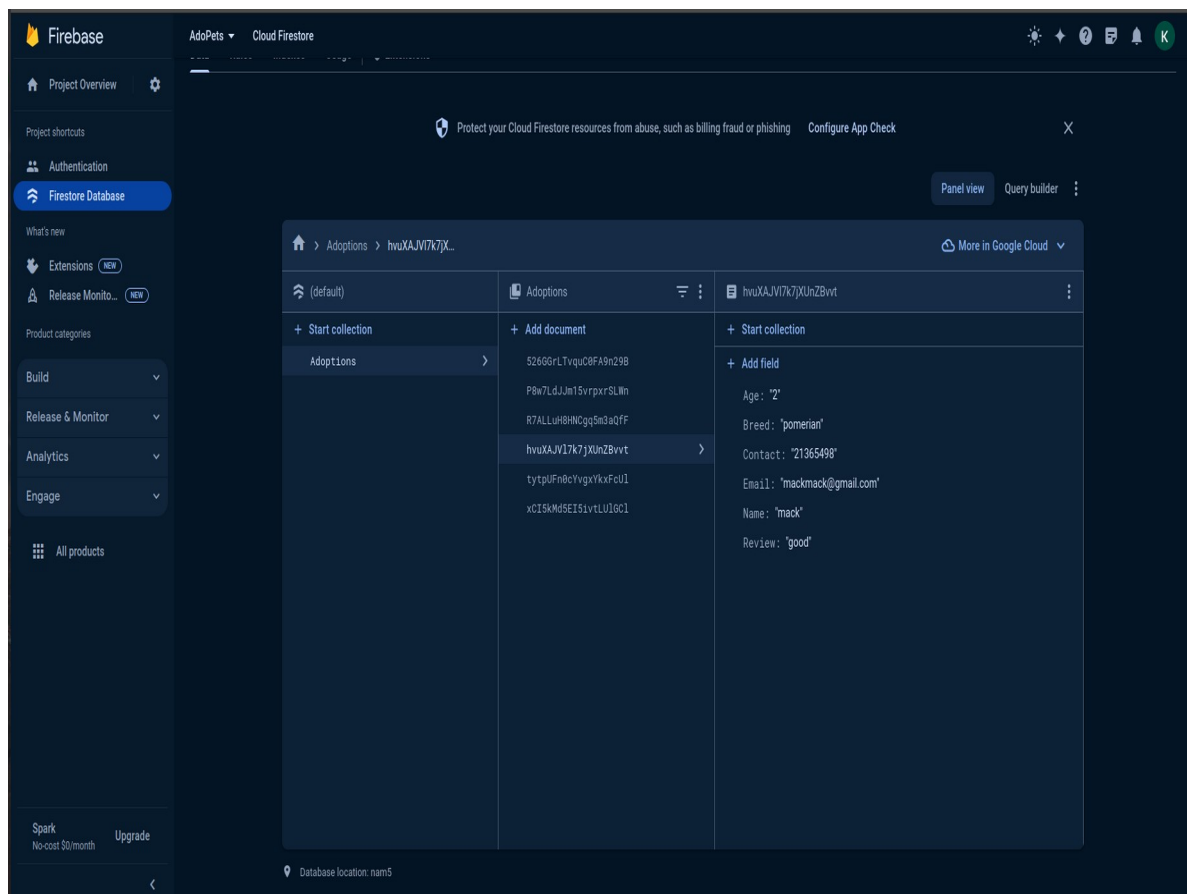 Firebase
AdoPets Cloud Firestore
K
Project Overview
Project shortcuts
Authentication
Firestore Database
What's new
Extensions NEW
Release Monito... NEW
Product categories
Build
Release & Monitor
Analytics
Engage
All products
Spark
No-cost $0/month
Upgrade
Protect your Cloud Firestore resources from abuse, such as billing fraud or phishing Configure App Check
Panel view Query builder
Adoptions > hvuXAJVl7k7jX...
More in Google Cloud
(default)
+ Start collection
Adoptions
Adoptions
+ Add document
526GGrLTvquC0FA9n29B
P8w7LdJJm15vrpxrSLWn
R7ALLuH8HNCgq5m3aQfF
hvuXAJVl7k7jXUnZBvvt
tytpUFn0cYvgxYkxFcUl
xCI5kMd5EI5ivtLUlGCl
hvuXAJVl7k7jXUnZBvvt
+ Start collection
+ Add field
Age: "2"
Breed: "pomerian"
Contact: "21365498"
Email: "mackmack@gmail.com"
Name: "mack"
Review: "good"
Database location: nam5